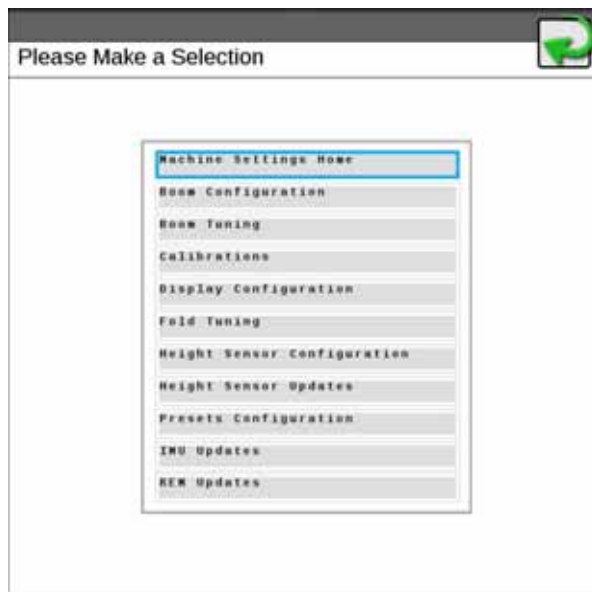 Please Make a Selection
Machine Settings Home
Boom Configuration
Boom Tuning
Calibrations
Display Configuration
Fold Tuning
Height Sensor Configuration
Height Sensor Updates
Presets Configuration
IMU Updates
REM Updates